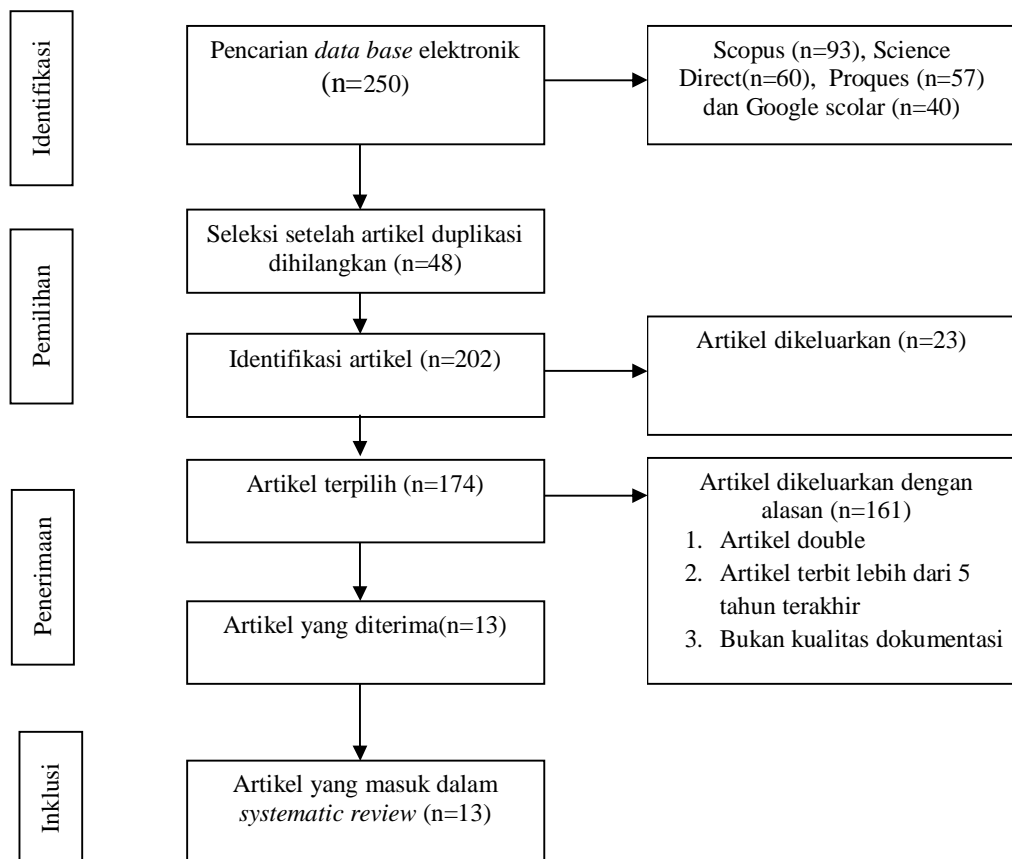 Identifikasi
Pencarian data base elektronik
(n=250)
Scopus (n=93), Science
Direct(n=60), Proques (n=57)
dan Google scolar (n=40)
Pemilihan
Seleksi setelah artikel duplikasi
dihilangkan (n=48)
Identifikasi artikel (n=202)
Artikel dikeluarkan (n=23)
Penerimaan
Artikel terpilih (n=174)
Artikel dikeluarkan dengan
alasan (n=161)
1. Artikel double
2. Artikel terbit lebih dari 5
tahun terakhir
3. Bukan kualitas dokumentasi
Artikel yang diterima(n=13)
Inklusi
Artikel yang masuk dalam
systematic review (n=13)